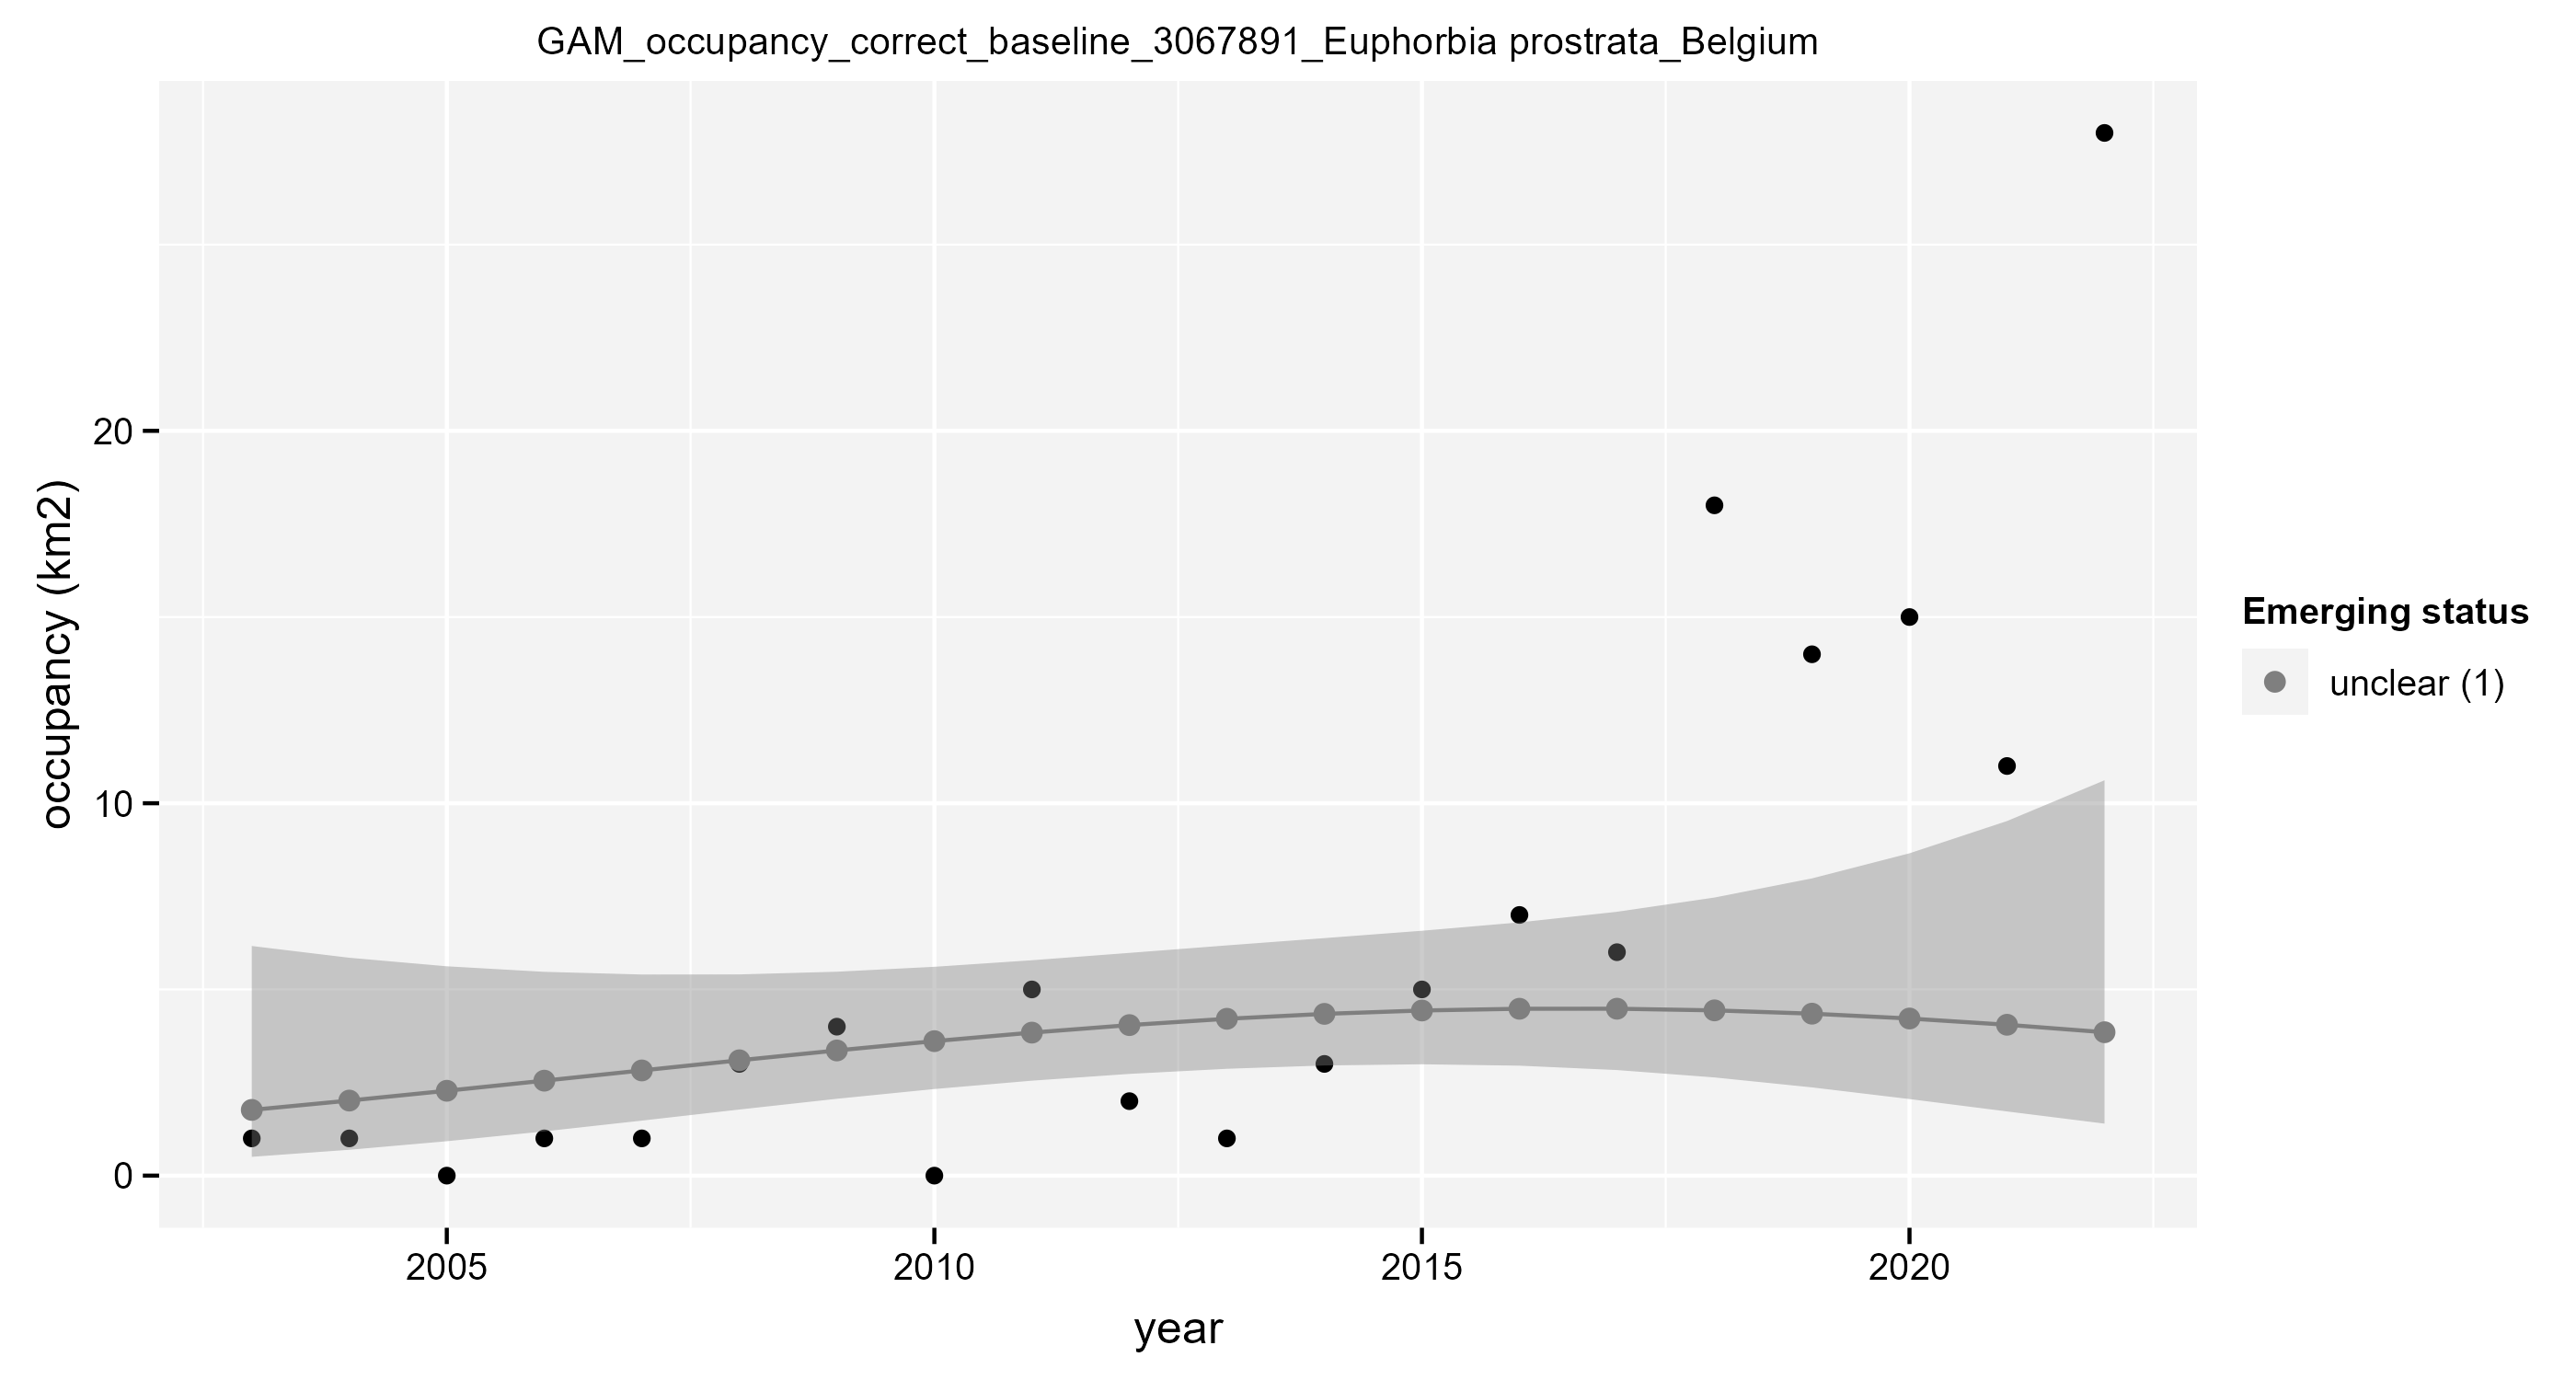 GAM_occupancy_correct_baseline_3067891_Euphorbia prostrata_Belgium
occupancy (km2)
20
10
0
2005 2010 2015 2020
year
Emerging status
unclear (1)